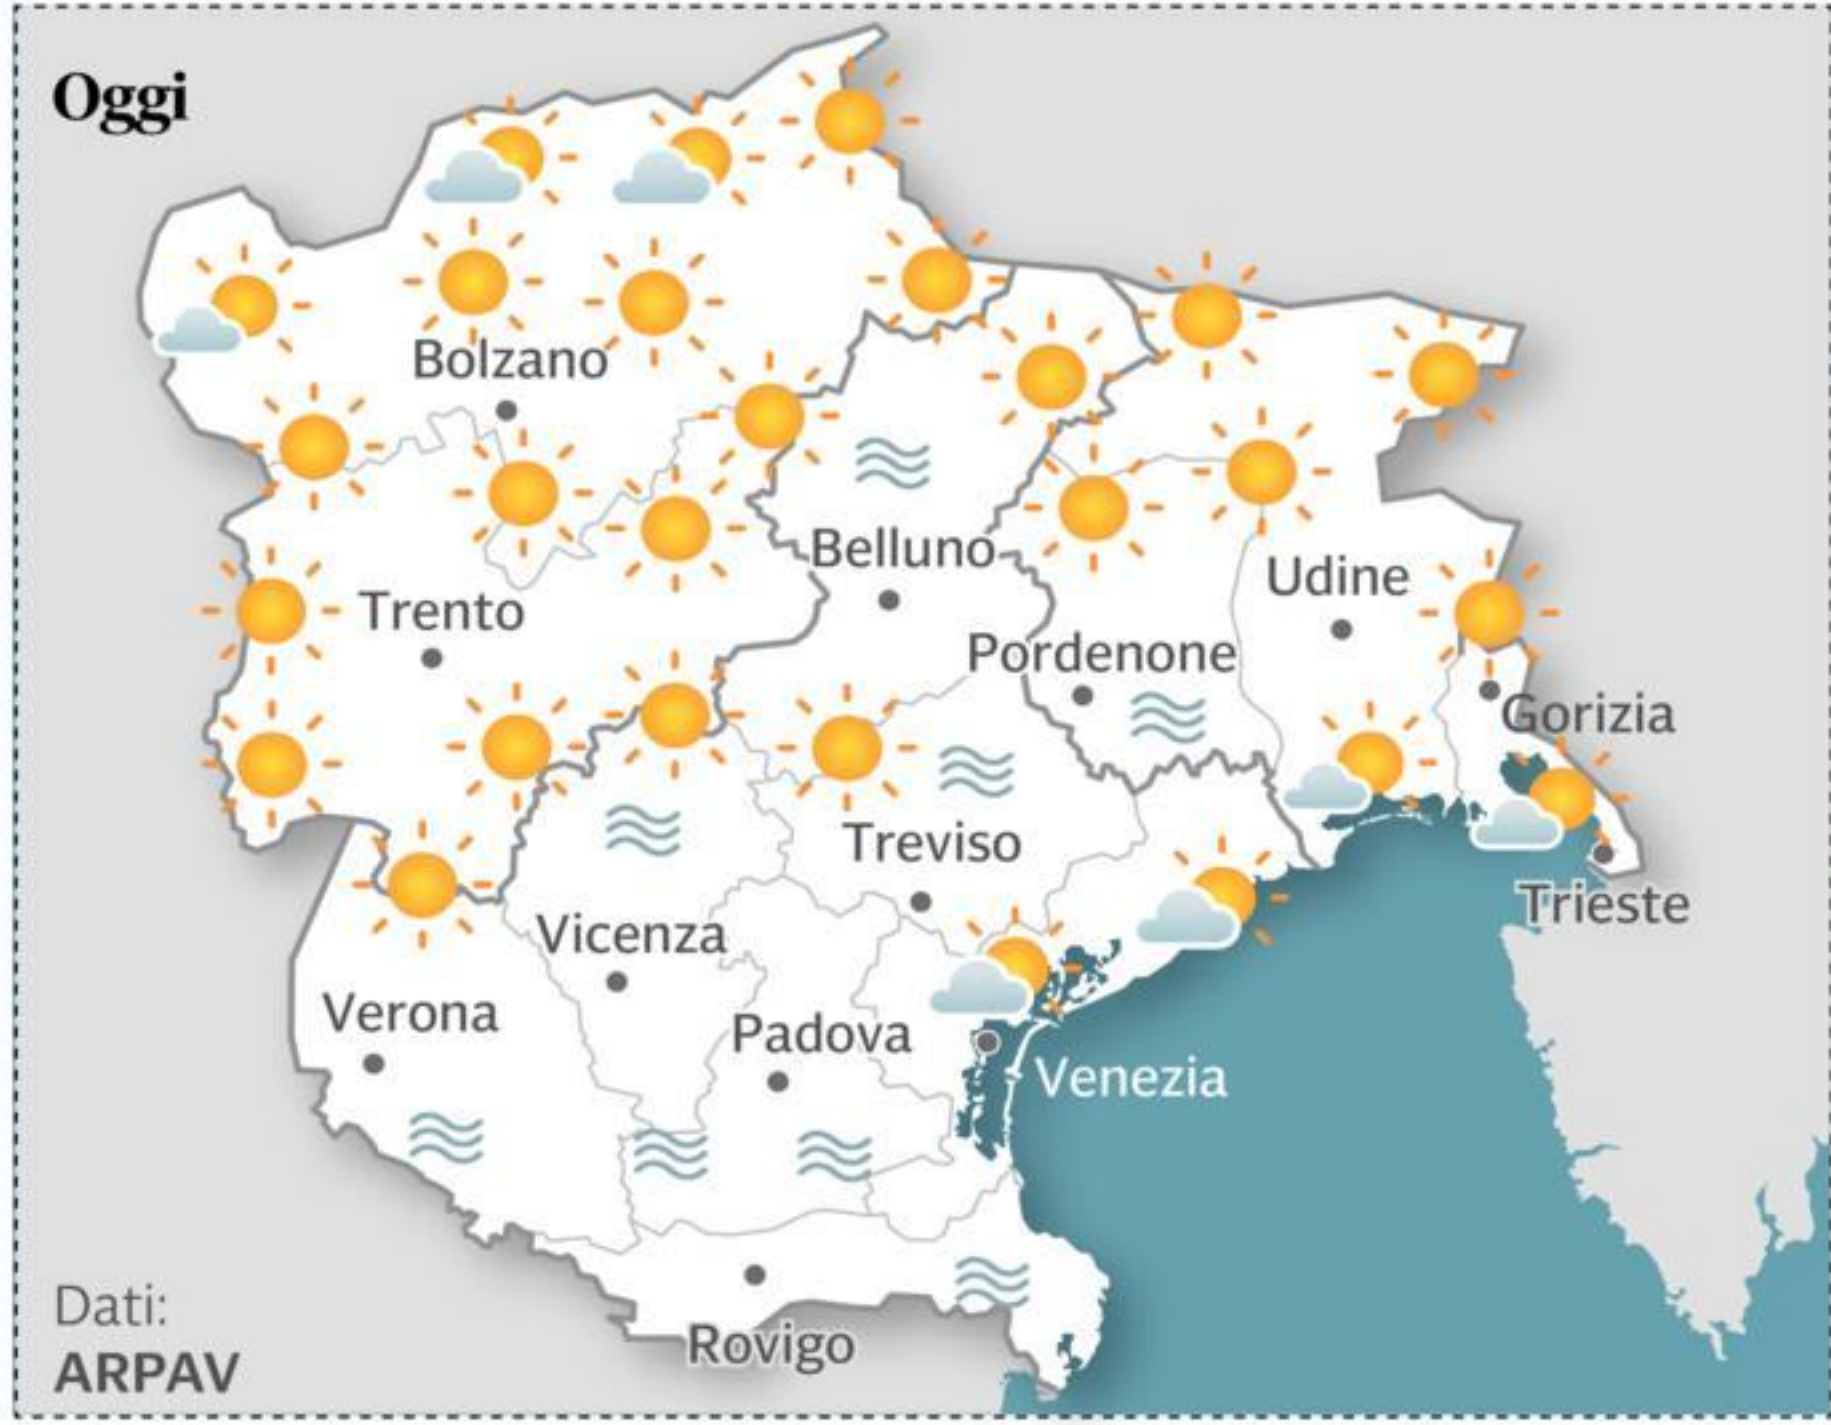 Oggi
Bolzano
Belluno
Udine
Trento
Pordenone
Gorizia
Treviso
Trieste
Vicenza
Verona
Padova
Venezia
Rovigo
Dati:
ARPAV